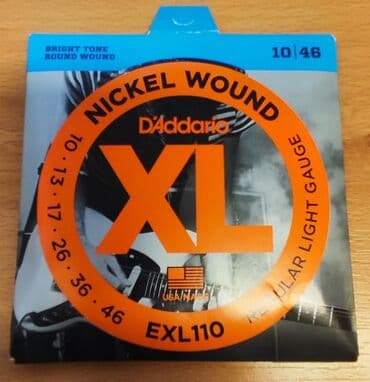 BRIGHT TONE
ROUND WOUND
10|46
NICKEL WOUND
D'Addario
XL
10 · 13 · 17 · 26 · 36 · 46
REGULAR LIGHT GAUGE
USA MADE
EXL110